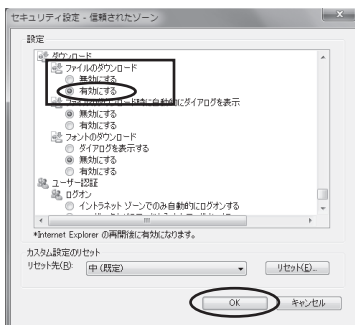 セキュリティ設定 - 信頼されたゾーン
設定
ダウンロード
ファイルのダウンロード
無効にする
有効にする
ファイルのダウンロード時に自動的にダイアログを表示
無効にする
有効にする
フォントのダウンロード
ダイアログを表示する
無効にする
有効にする
ユーザー認証
ログオン
イントラネット ゾーンでのみ自動的にログオンする
*Internet Explorer の再開後に有効になります。
カスタム設定のリセット
リセット先(R): 中 (既定) リセット(E)...
OK キャンセル